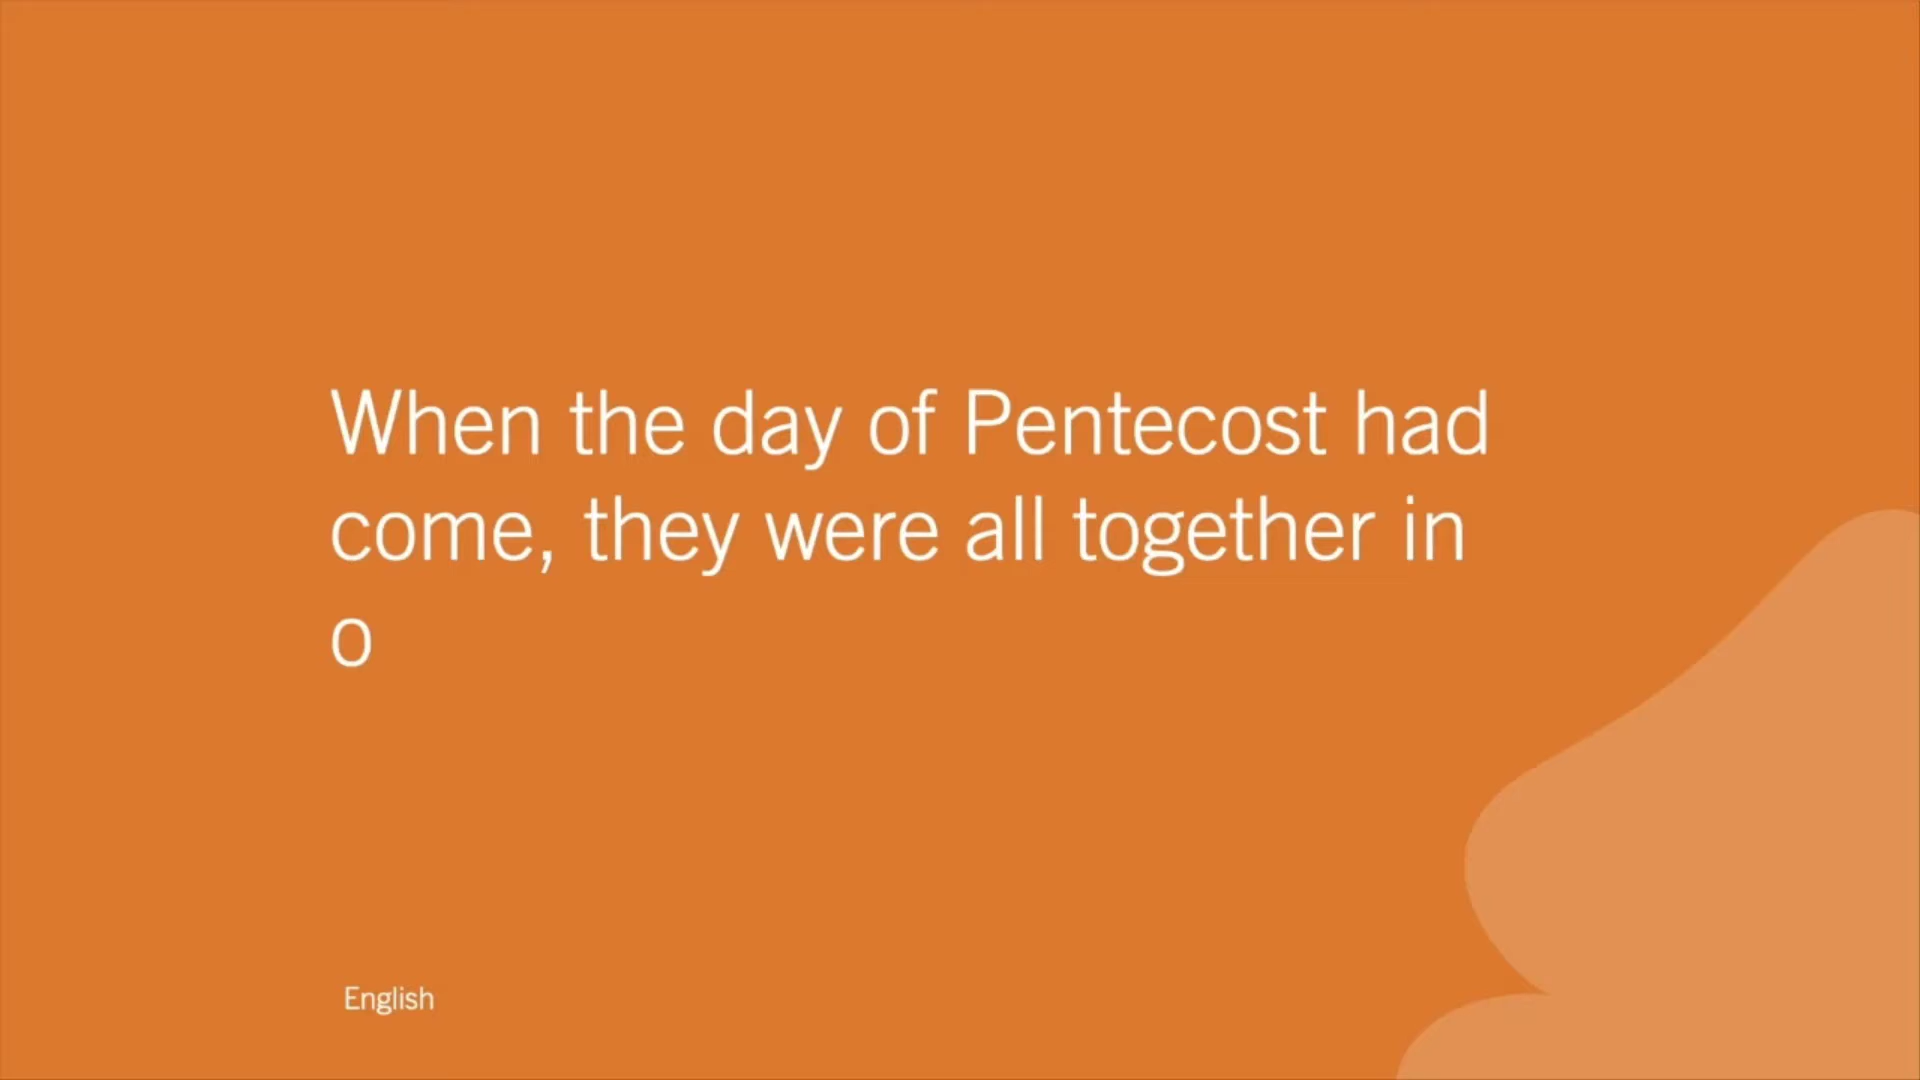 When the day of Pentecost had
come, they were all together in
o
English